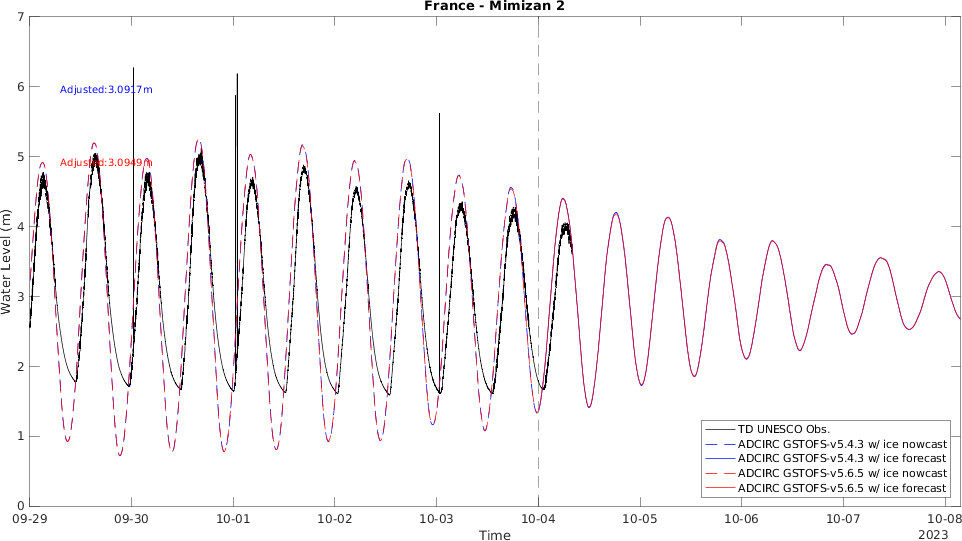 France - Mimizan 2
7
6
5
4
3
2
1
0
Water Level (m)
Adjusted:3.0917m
Adjusted:3.0949m
TD UNESCO Obs.
ADCIRC GSTOFS-v5.4.3 w/ ice nowcast
ADCIRC GSTOFS-v5.4.3 w/ ice forecast
ADCIRC GSTOFS-v5.6.5 w/ ice nowcast
ADCIRC GSTOFS-v5.6.5 w/ ice forecast
09-29 09-30 10-01 10-02 10-03 10-04 10-05 10-06 10-07 10-08
Time
2023